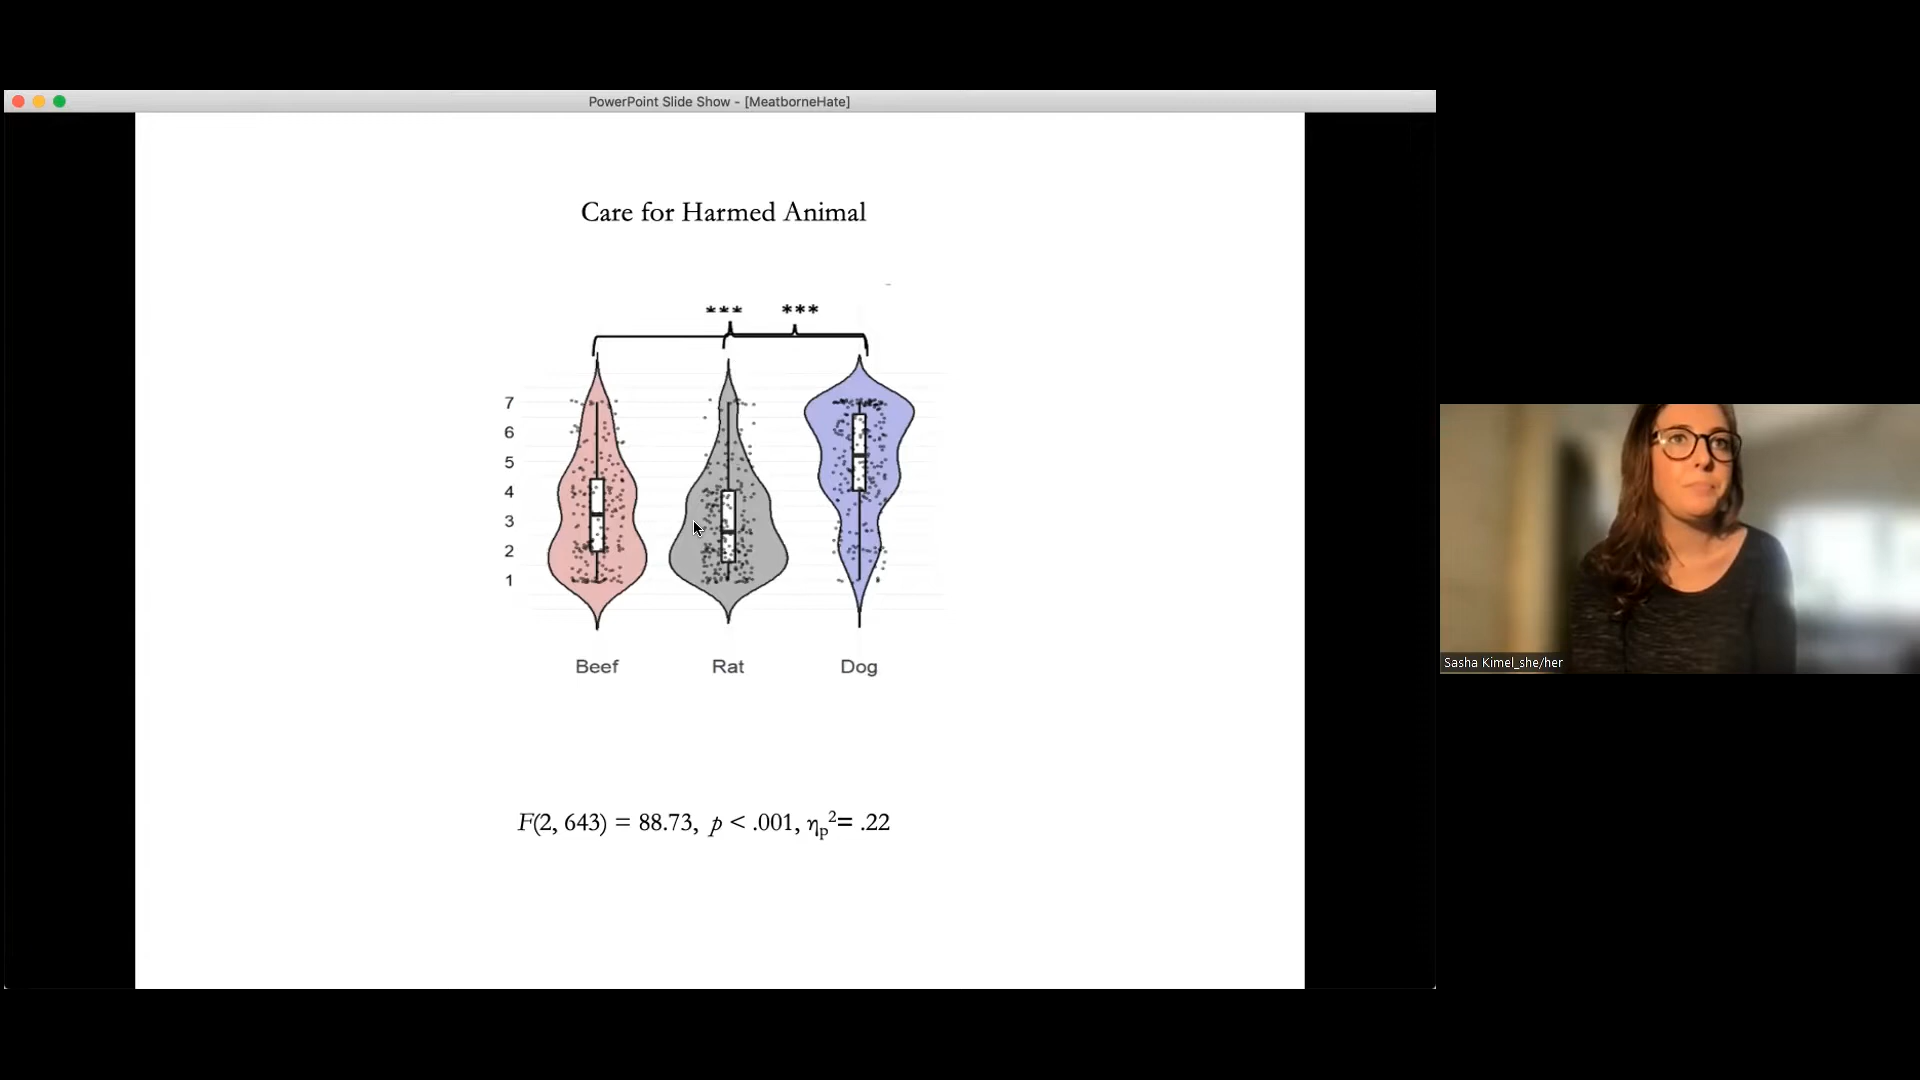 PowerPoint Slide Show - [MeatborneHate]
Care for Harmed Animal
*** ***
7
6
5
4
3
2
1
Beef Rat Dog
F(2, 643) = 88.73, p < .001, ηp²= .22
Sasha Kimel_she/her